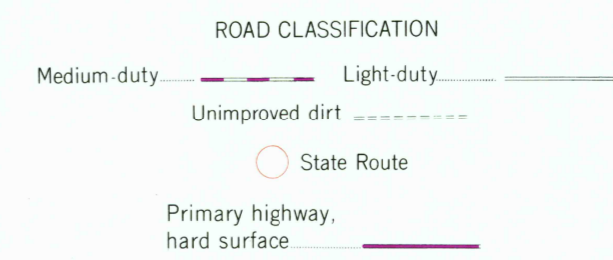 ROAD CLASSIFICATION
Medium-duty Light-duty
Unimproved dirt
State Route
Primary highway,
hard surface